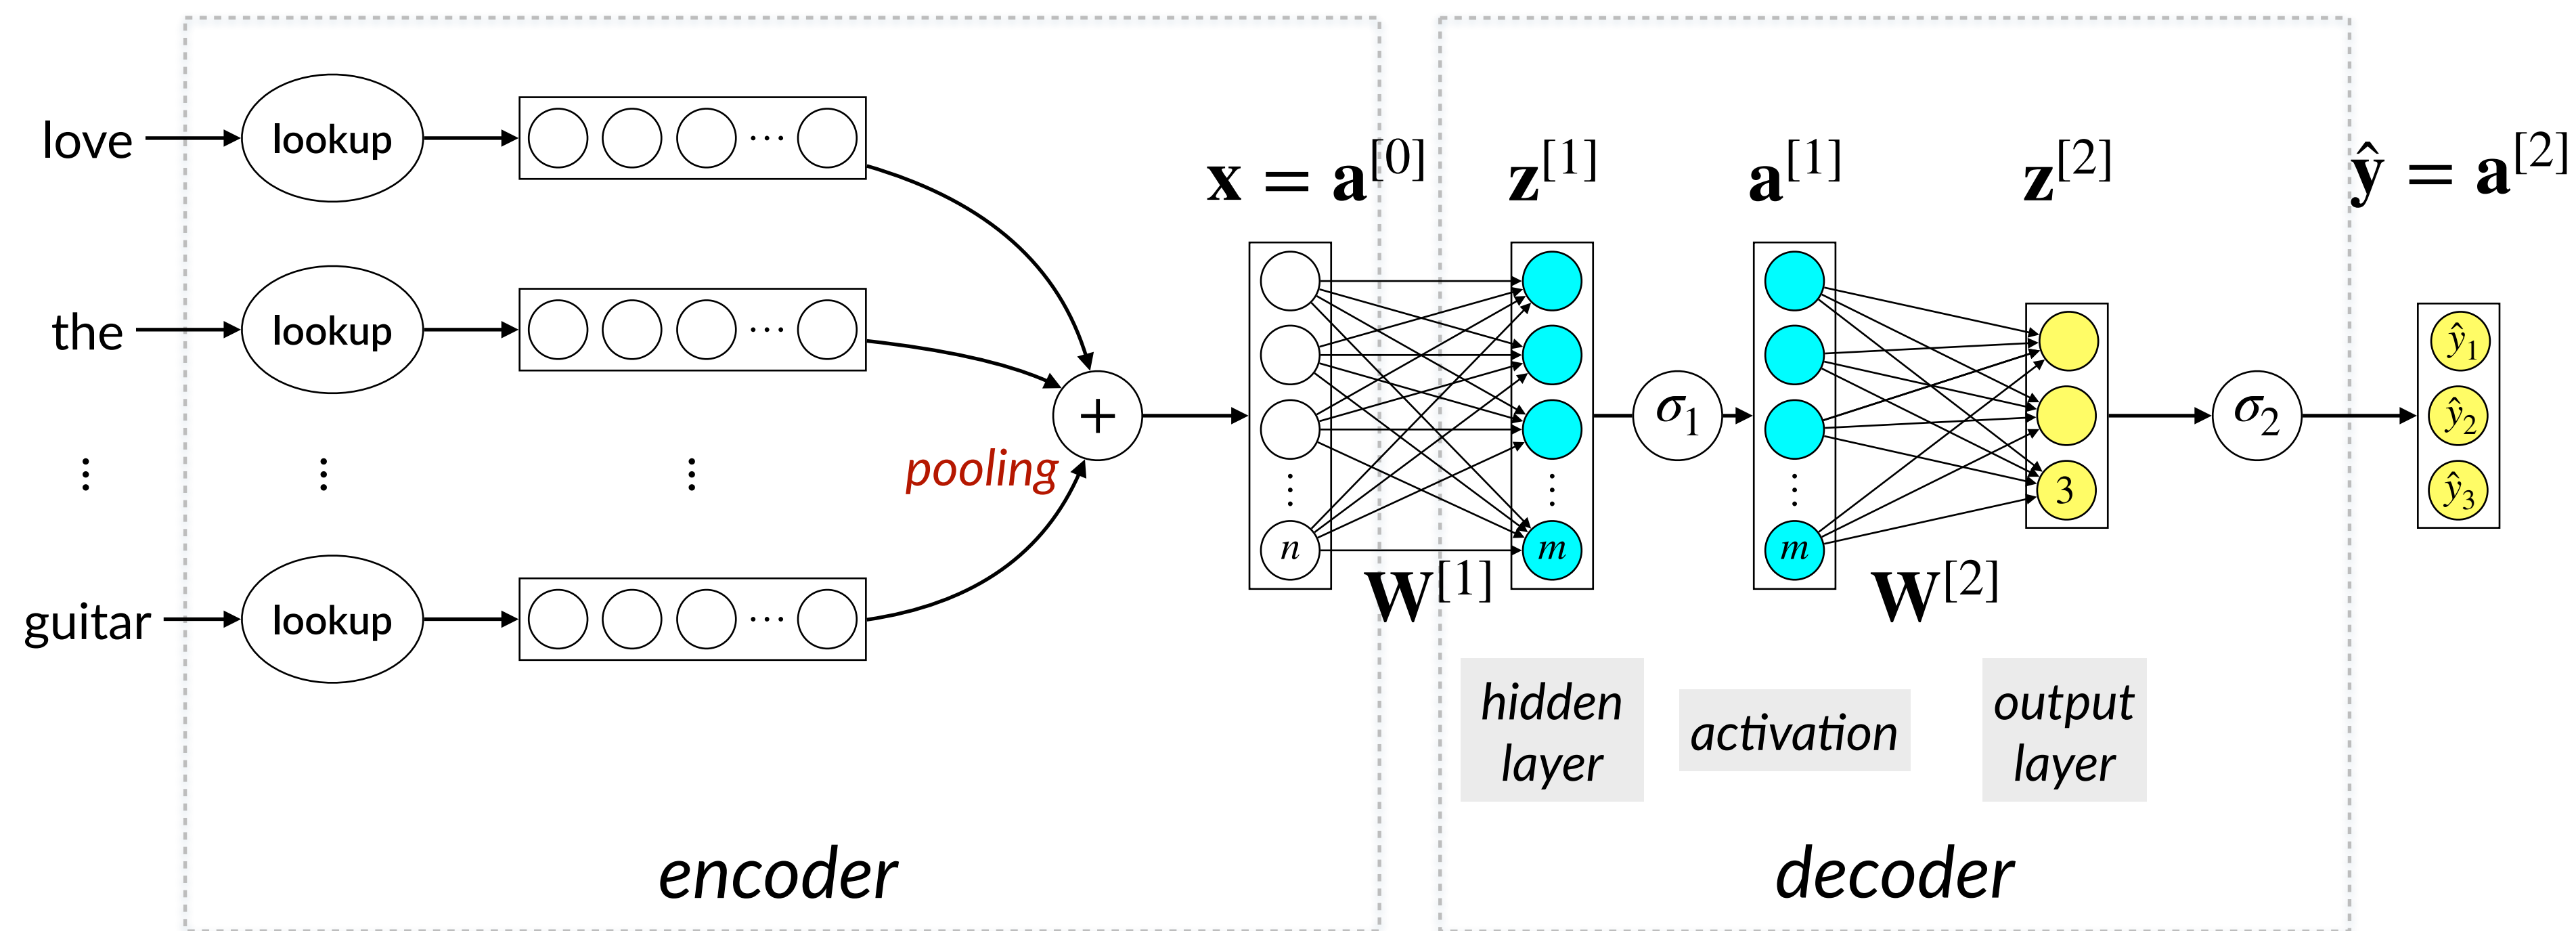 love
lookup
…
the
lookup
…
⋮
⋮
⋮
guitar
lookup
…
pooling
+
x = a^[0]
⋮
n
W^[1]
z^[1]
⋮
m
σ₁
a^[1]
⋮
m
W^[2]
z^[2]
3
σ₂
ŷ = a^[2]
ŷ₁
ŷ₂
ŷ₃
hidden
layer
activation
output
layer
encoder
decoder